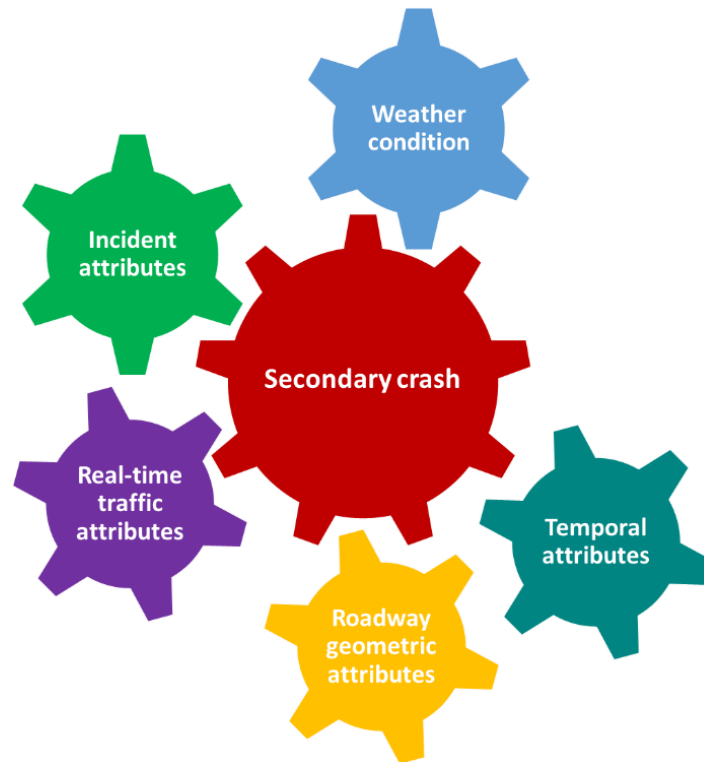 Weather
condition
Incident
attributes
Secondary crash
Real-time
traffic
attributes
Temporal
attributes
Roadway
geometric
attributes